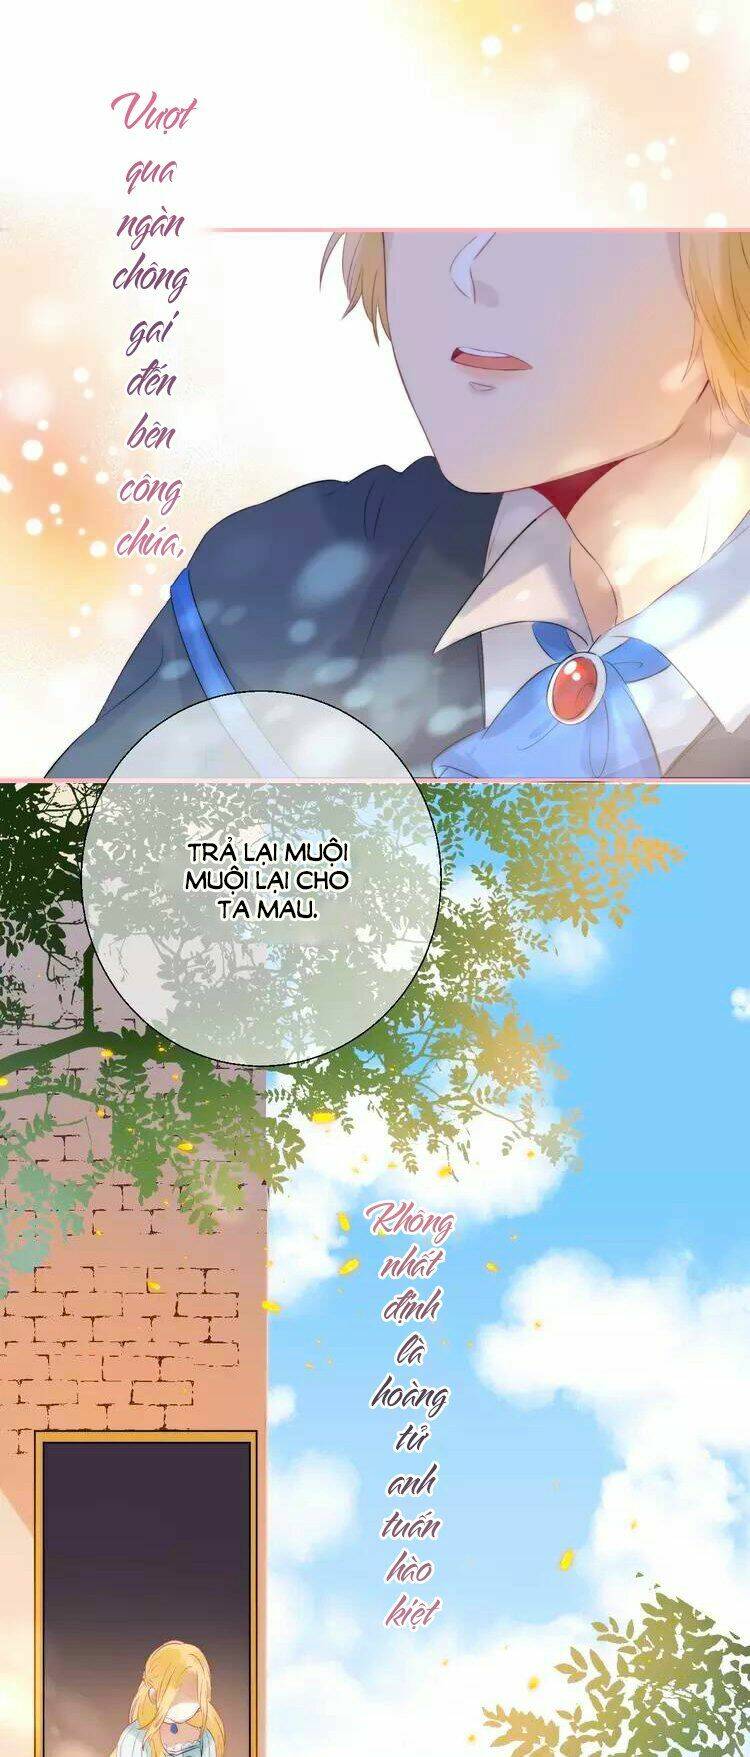 Vượt
qua
ngàn
chông
gai
đến
bên
công
chúa,
TRẢ LẠI MUỘI
MUỘI LẠI CHO
TA MAU.
Không
nhất
định
là
hoàng
tử
anh
tuấn
hào
kiệt